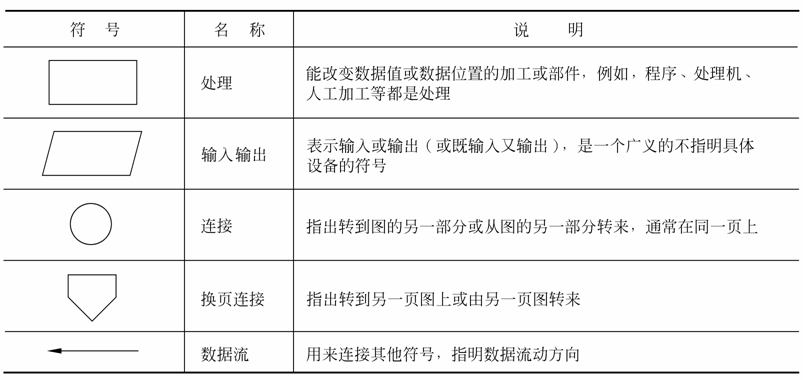 符 号 名 称 说 明
处理 能改变数据值或数据位置的加工或部件，例如，程序、处理机、
人工加工等都是处理
输入输出 表示输入或输出（或既输入又输出），是一个广义的不指明具体
设备的符号
连接 指出转到图的另一部分或从图的另一部分转来，通常在同一页上
换页连接 指出转到另一页图上或由另一页图转来
数据流 用来连接其他符号，指明数据流动方向